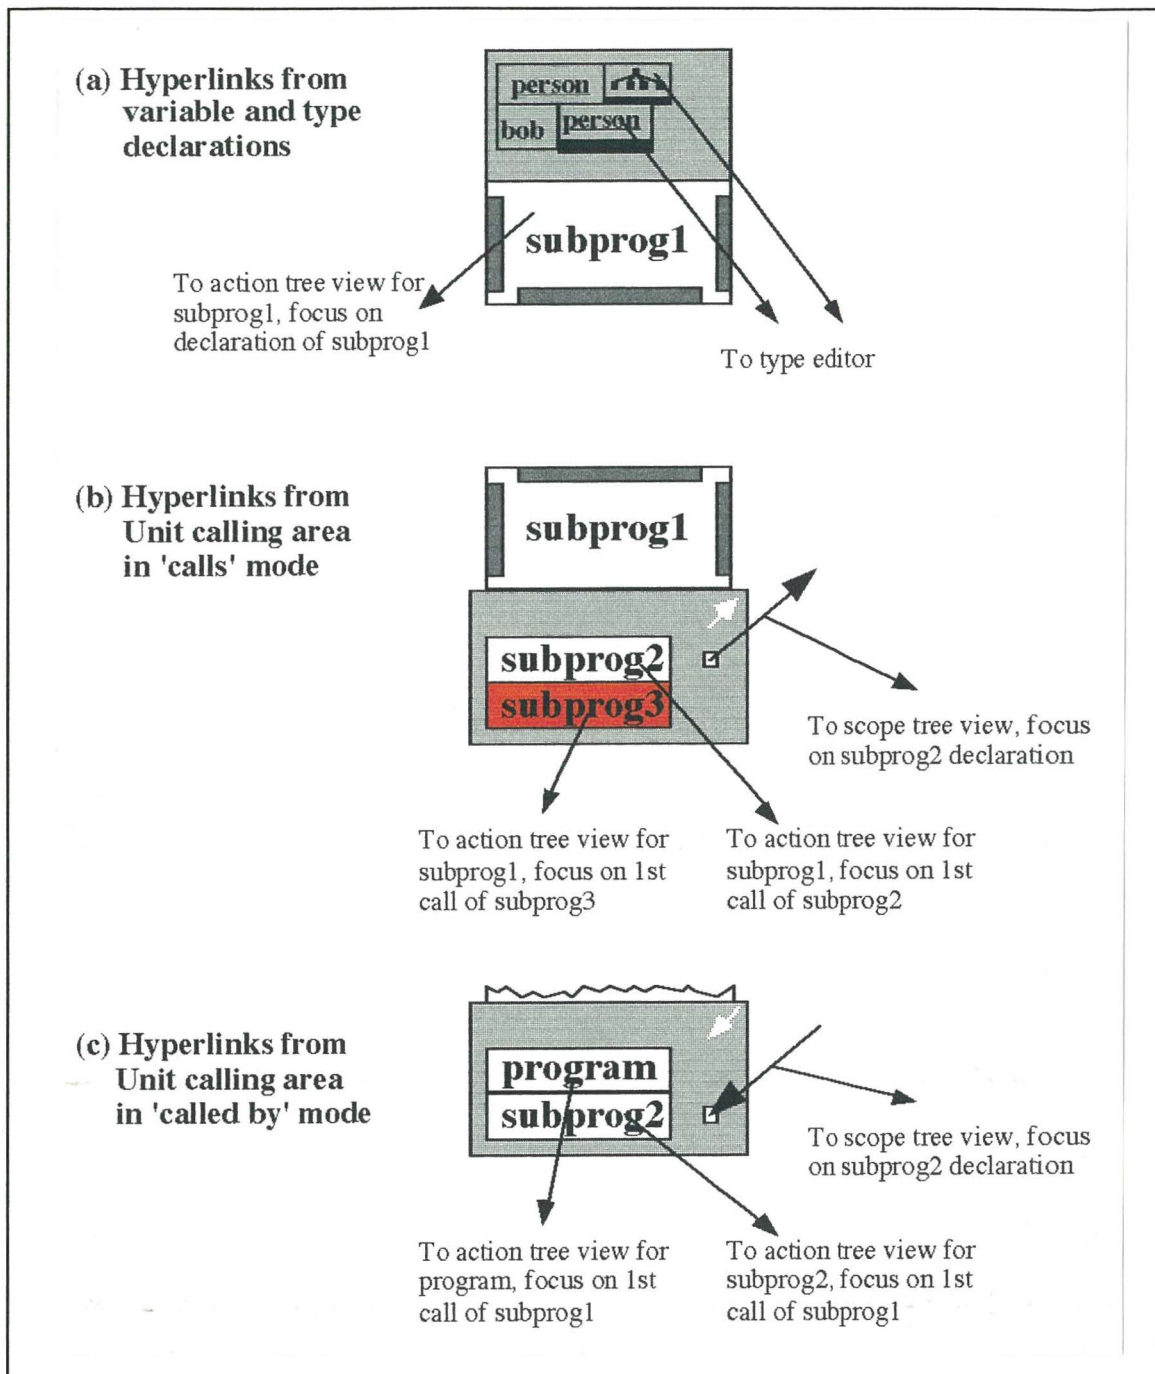 (a) Hyperlinks from
variable and type
declarations
person
bob person
subprog1
To action tree view for
subprog1, focus on
declaration of subprog1
To type editor
(b) Hyperlinks from
Unit calling area
in 'calls' mode
subprog1
subprog2
subprog3
To scope tree view, focus
on subprog2 declaration
To action tree view for
subprog1, focus on 1st
call of subprog3
To action tree view for
subprog1, focus on 1st
call of subprog2
(c) Hyperlinks from
Unit calling area
in 'called by' mode
program
subprog2
To scope tree view, focus
on subprog2 declaration
To action tree view for
program, focus on 1st
call of subprog1
To action tree view for
subprog2, focus on 1st
call of subprog1